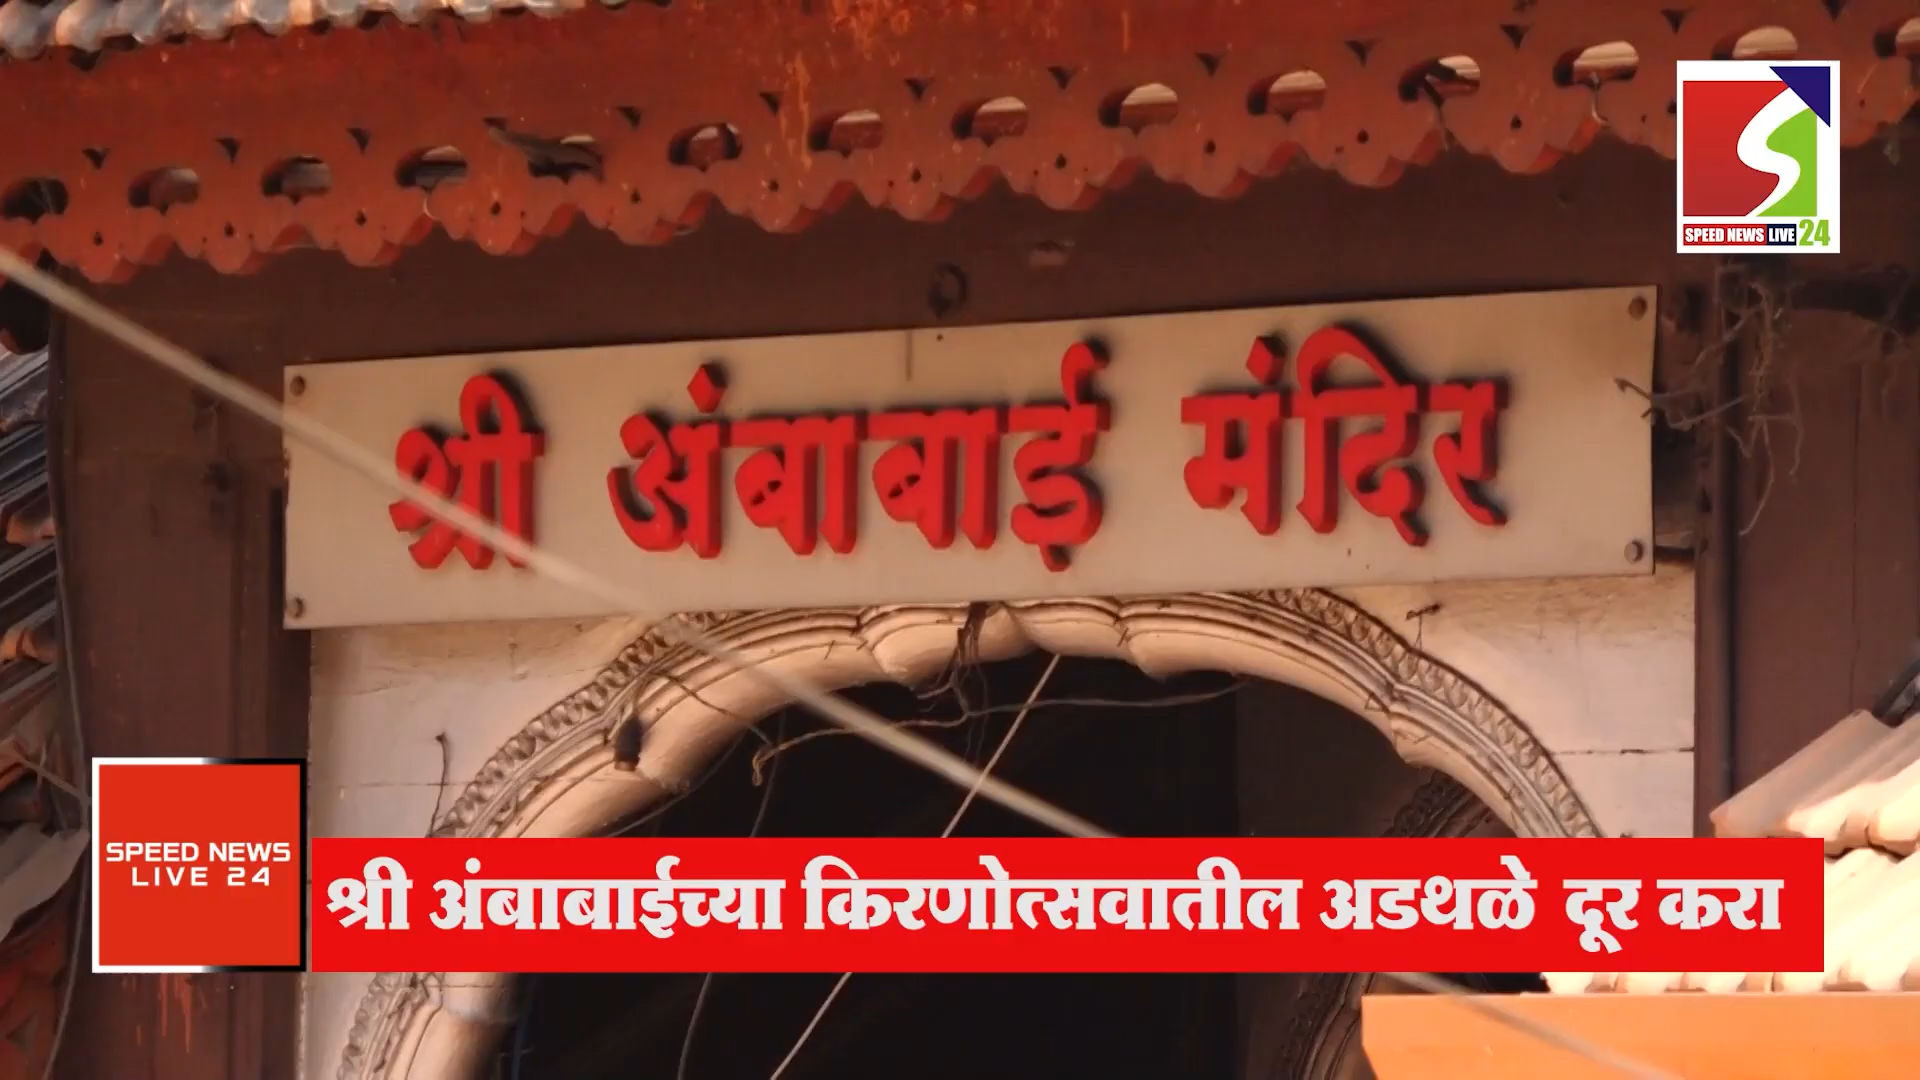 SPEED NEWS LIVE 24
श्री अंबाबाई मंदिर
SPEED NEWS
LIVE 24
श्री अंबाबाईच्या किरणोत्सवातील अडथळे दूर करा